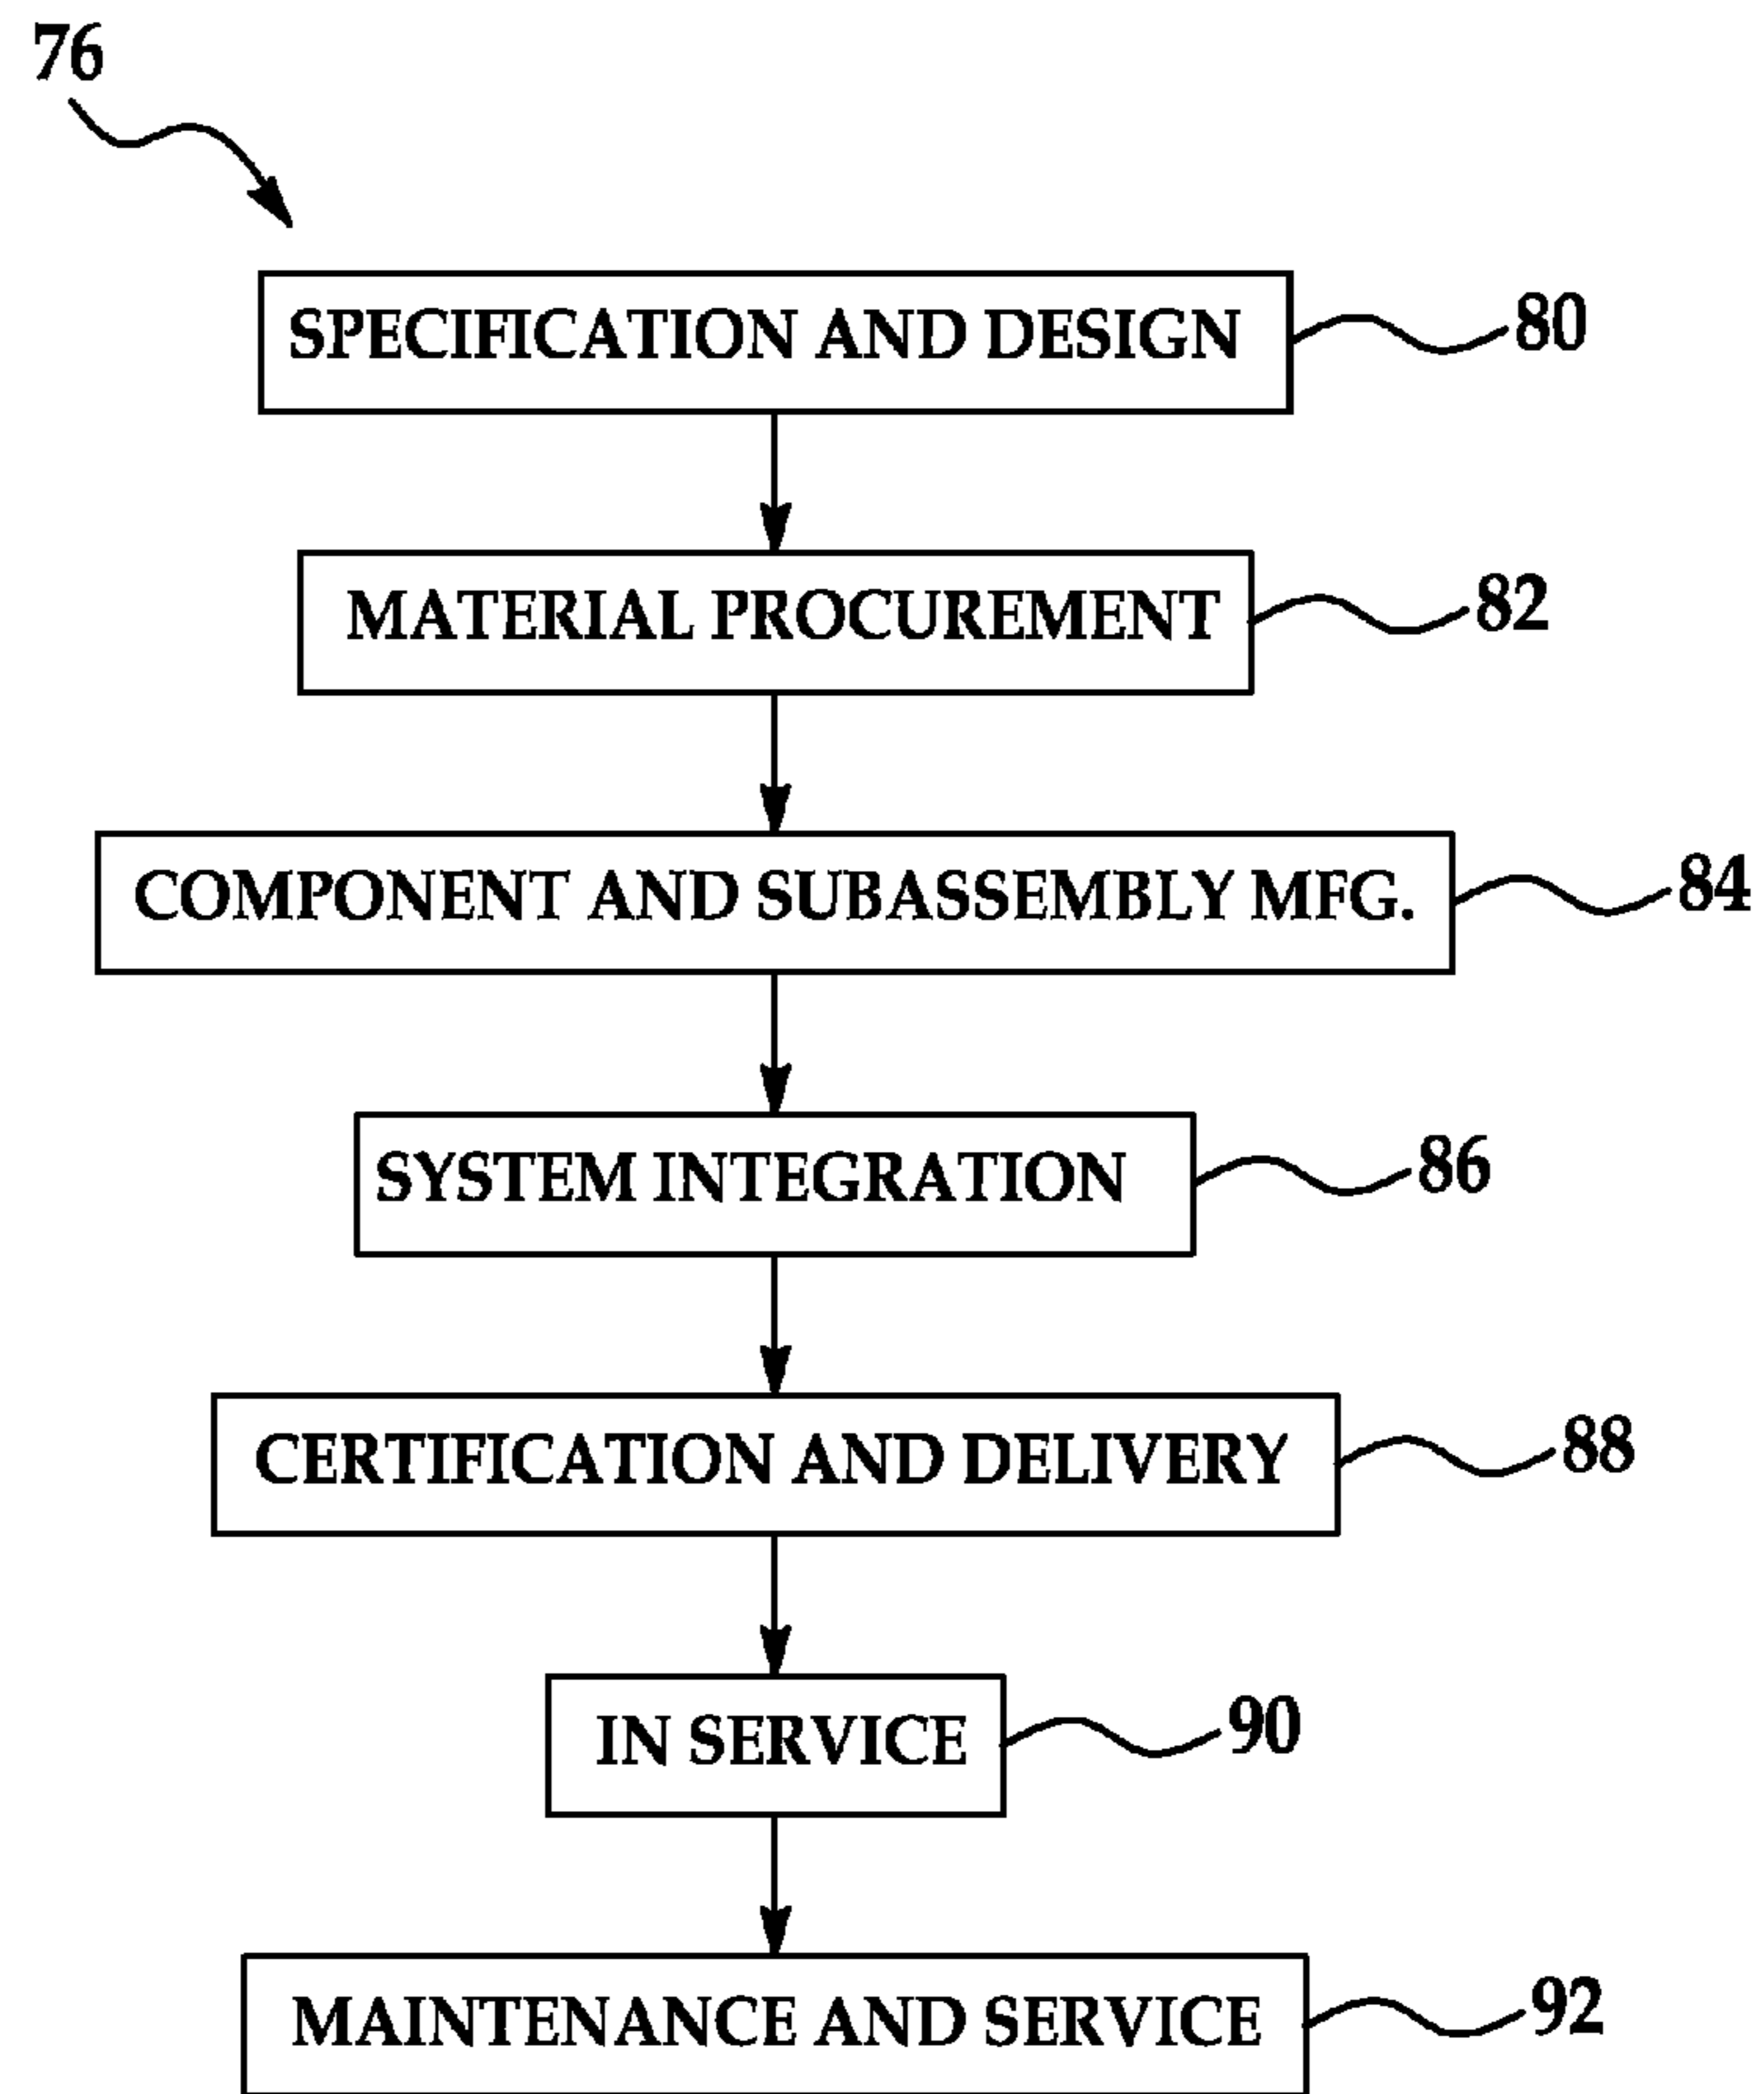 76
SPECIFICATION AND DESIGN 80
MATERIAL PROCUREMENT 82
COMPONENT AND SUBASSEMBLY MFG. 84
SYSTEM INTEGRATION 86
CERTIFICATION AND DELIVERY 88
IN SERVICE 90
MAINTENANCE AND SERVICE 92